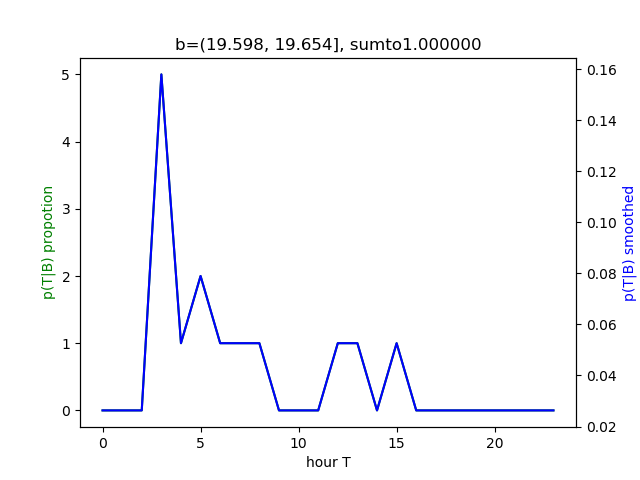 b=(19.598, 19.654], sumto1.000000
5
4
3
2
1
0
p(T|B) propotion
0.16
0.14
0.12
0.10
0.08
0.06
0.04
0.02
p(T|B) smoothed
0 5 10 15 20
hour T